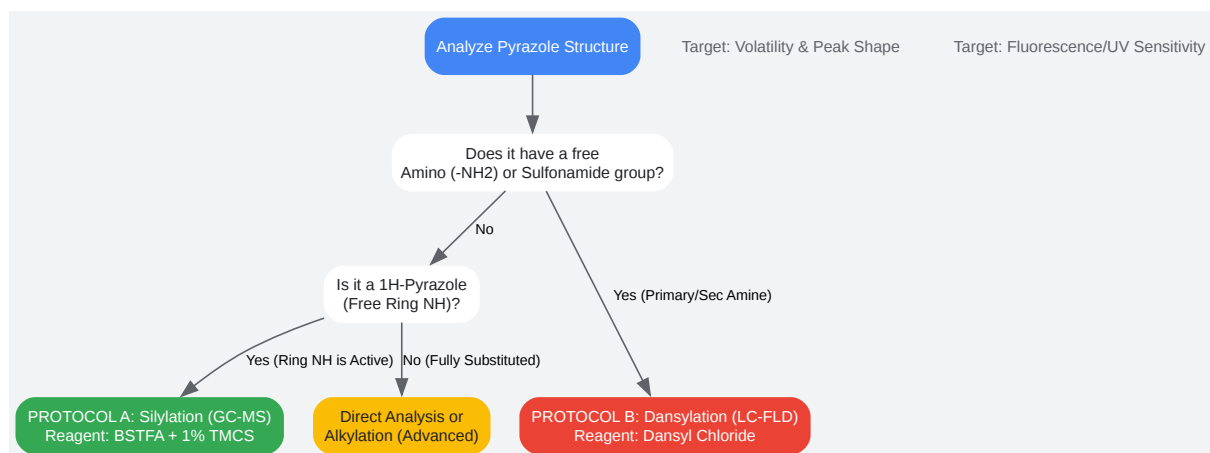 Analyze Pyrazole Structure
Target: Volatility & Peak Shape
Target: Fluorescence/UV Sensitivity
Does it have a free
Amino (-NH2) or Sulfonamide group?
No
Is it a 1H-Pyrazole
(Free Ring NH)?
Yes (Primary/Sec Amine)
Yes (Ring NH is Active)
No (Fully Substituted)
PROTOCOL A: Silylation (GC-MS)
Reagent: BSTFA + 1% TMCS
Direct Analysis or
Alkylation (Advanced)
PROTOCOL B: Dansylation (LC-FLD)
Reagent: Dansyl Chloride